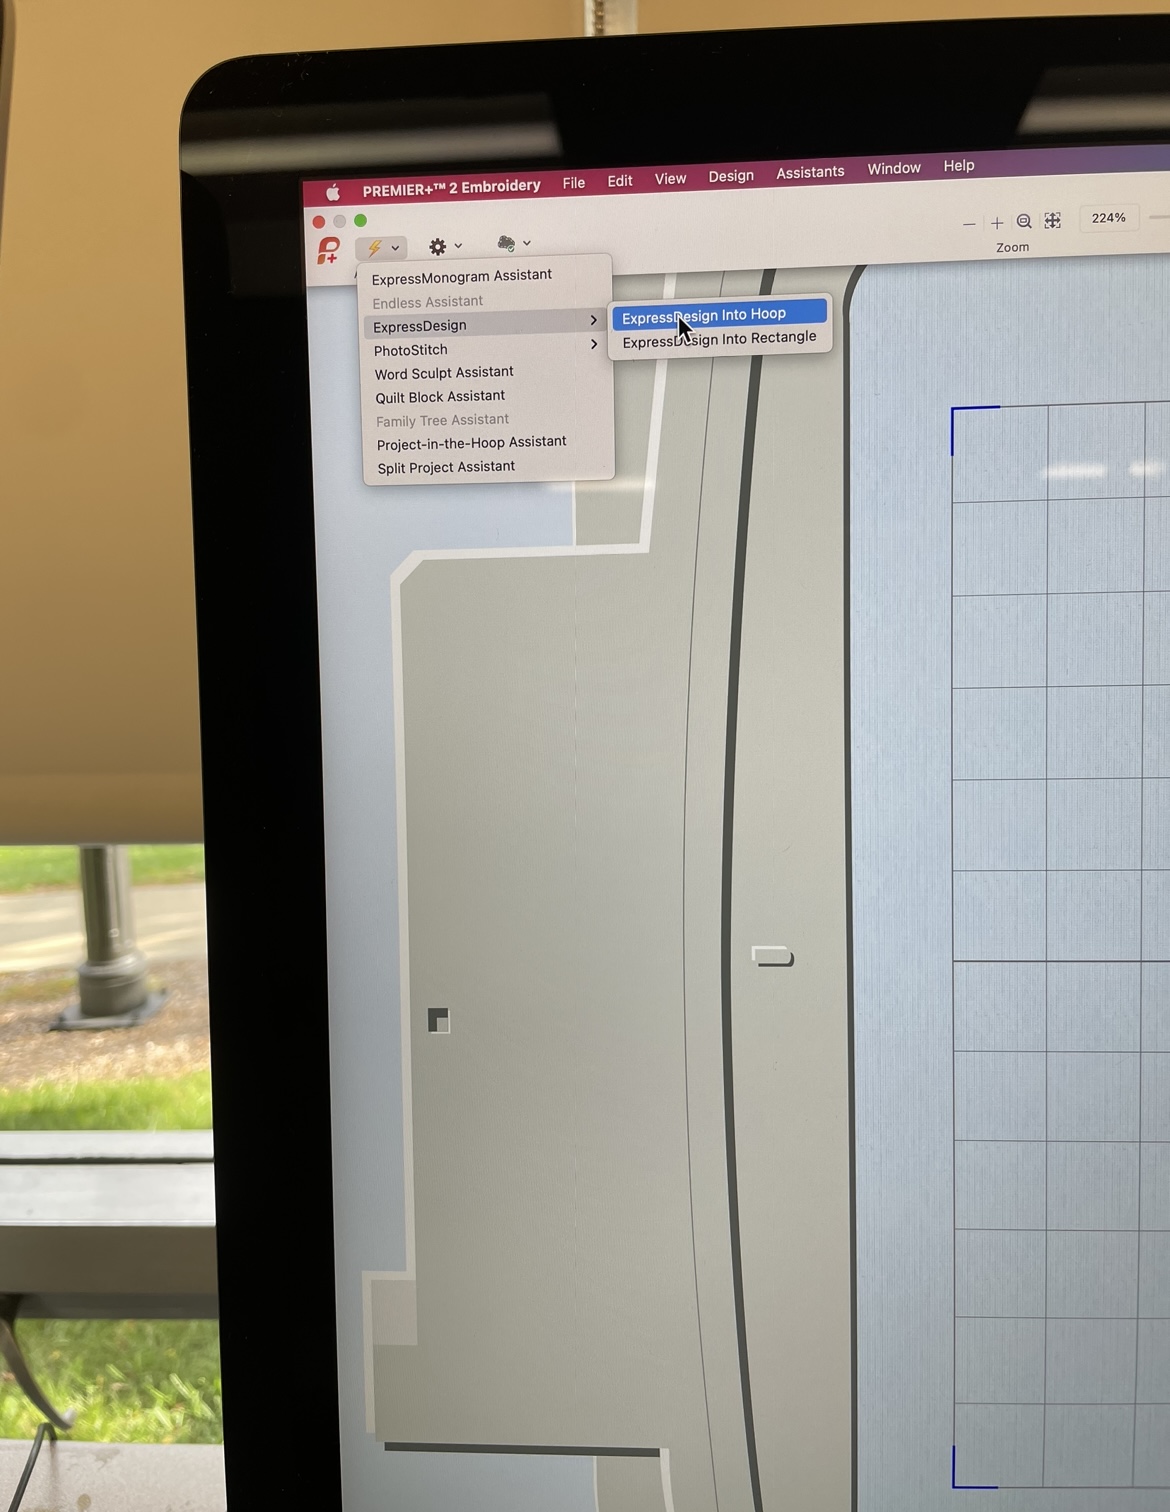 PREMIER+™ 2 Embroidery File Edit View Design Assistants Window Help
224%
Zoom
ExpressMonogram Assistant
Endless Assistant
ExpressDesign
PhotoStitch
Word Sculpt Assistant
Quilt Block Assistant
Family Tree Assistant
Project-in-the-Hoop Assistant
Split Project Assistant
ExpressDesign Into Hoop
ExpressDesign Into Rectangle